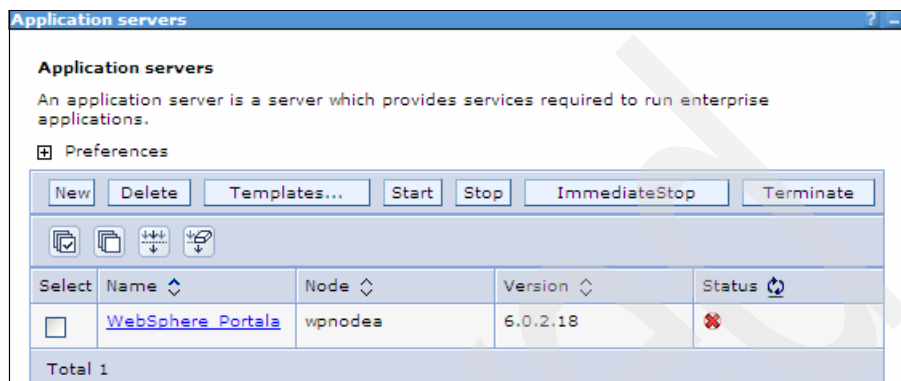 Application servers ? –
Application servers
An application server is a server which provides services required to run enterprise
applications.
Preferences
New Delete Templates... Start Stop ImmediateStop Terminate
Select Name Node Version Status
WebSphere_Portala wpnodea 6.0.2.18
Total 1